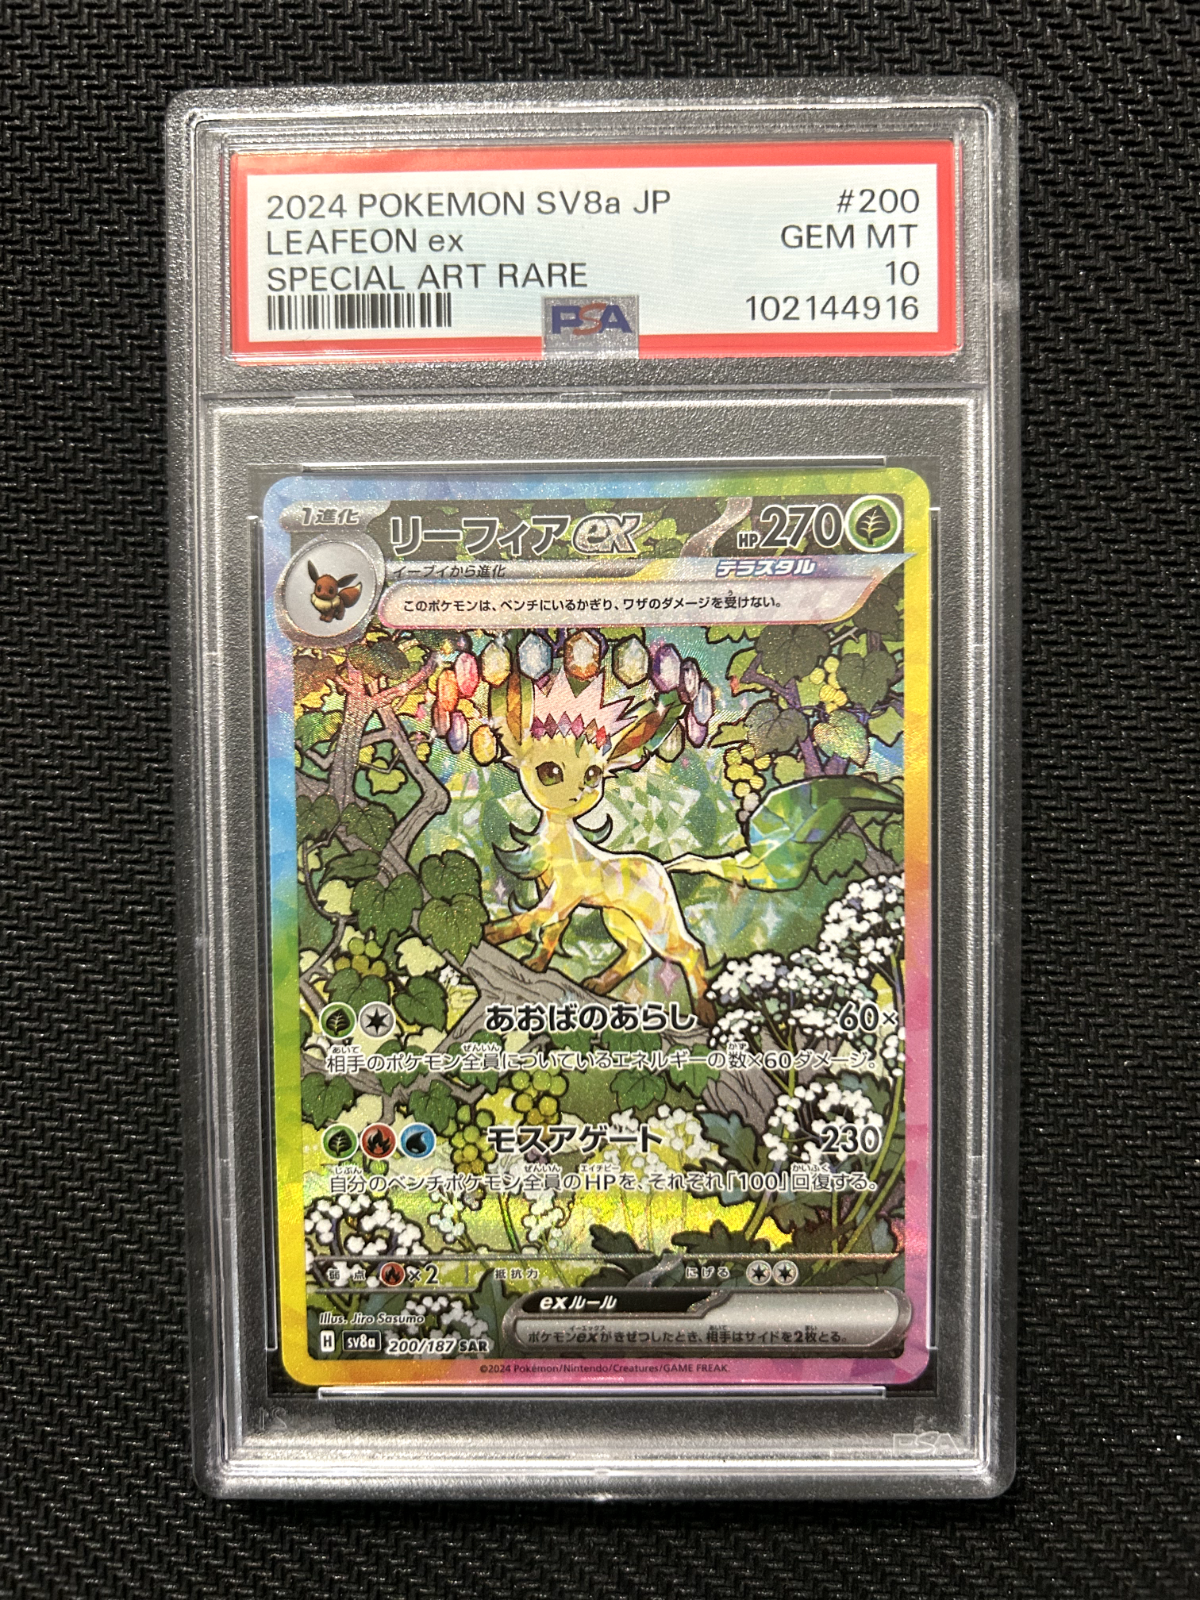 2024 POKEMON SV8a JP #200
LEAFEON ex GEM MT
SPECIAL ART RARE 10
PSA 102144916
1進化 リーフィアex HP270
イーブイから進化 テラスタル
このポケモンは、ベンチにいるかぎり、ワザのダメージを受けない。
あおばのあらし 60×
相手のポケモン全員についているエネルギーの数×60ダメージ。
モスアゲート 230
自分のベンチポケモン全員のHPを、それぞれ「100」回復する。
弱点 ×2 抵抗力 にげる
Illus. Jiro Sasumo
exルール
ポケモンexがきぜつしたとき、相手はサイドを2枚とる。
H sv8a 200/187 SAR
©2024 Pokémon/Nintendo/Creatures/GAME FREAK.
PSA